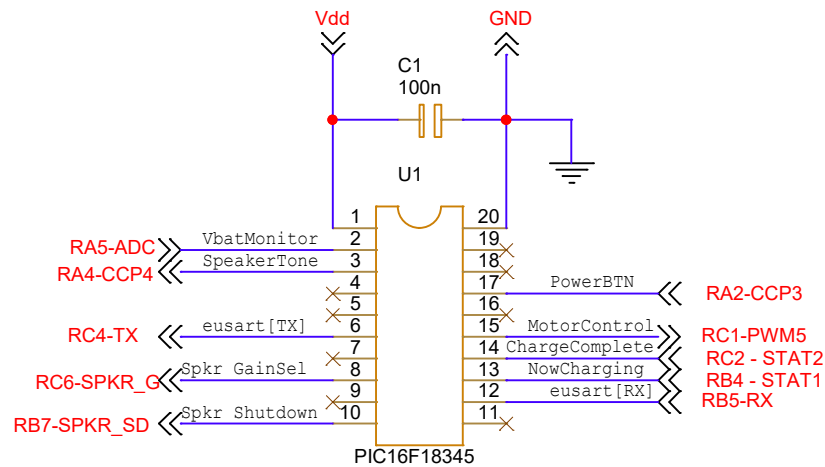 Vdd
GND
C1
100n
U1
1
20
RA5-ADC
VbatMonitor
2
19
RA4-CCP4
SpeakerTone
3
18
4
17
PowerBTN
RA2-CCP3
5
16
RC4-TX
eusart[TX]
6
15
MotorControl
RC1-PWM5
7
14
ChargeComplete
RC2 - STAT2
RC6-SPKR_G
Spkr GainSel
8
13
NowCharging
RB4 - STAT1
9
12
eusart[RX]
RB5-RX
RB7-SPKR_SD
Spkr Shutdown
10
11
PIC16F18345